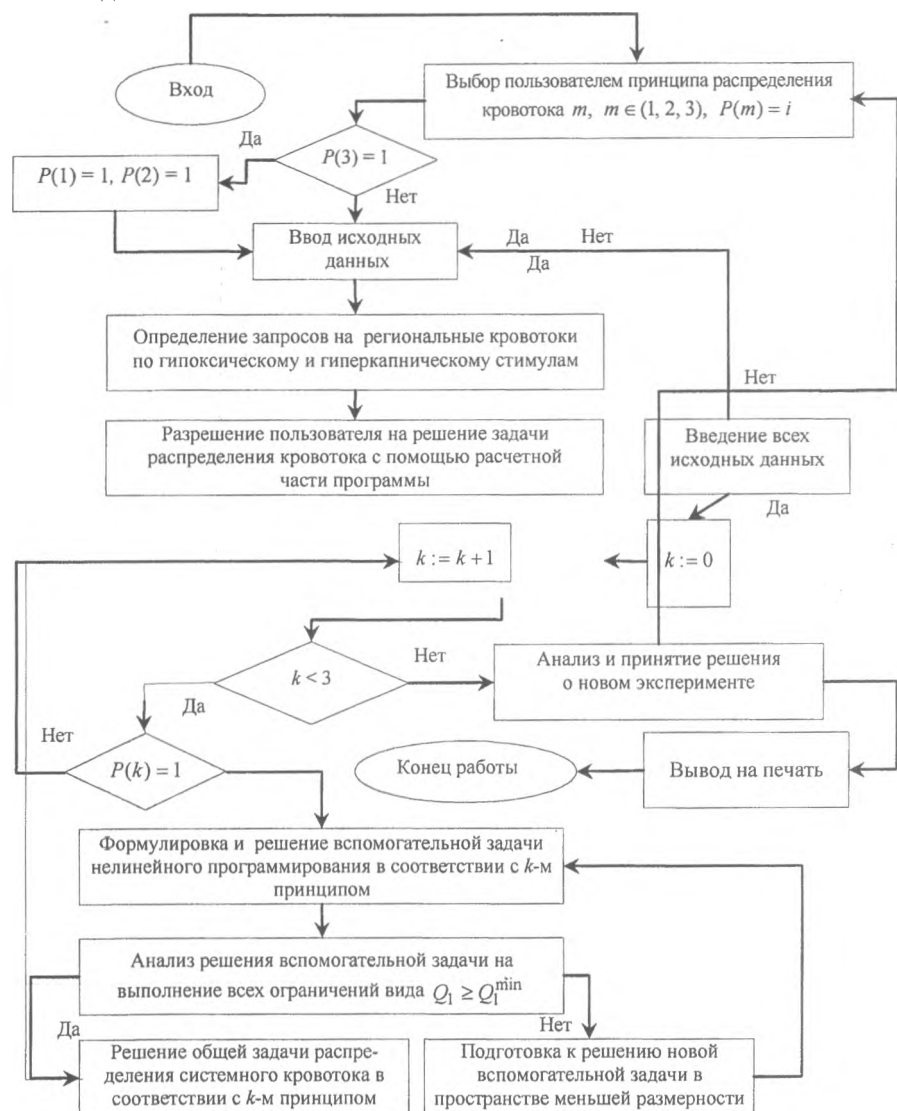 Вход
Выбор пользователем принципа распределения
кровотока m, m ∈ (1, 2, 3), P(m) = i
Да
P(3) = 1
P(1) = 1, P(2) = 1
Нет
Ввод исходных
данных
Да Нет
Да
Определение запросов на региональные кровотоки
по гипоксическому и гиперкапническому стимулам
Нет
Разрешение пользователя на решение задачи
распределения кровотока с помощью расчетной
части программы
Введение всех
исходных данных
Да
k := k + 1
k := 0
k < 3
Нет
Анализ и принятие решения
о новом эксперименте
Да
Нет
P(k) = 1
Конец работы
Вывод на печать
Формулировка и решение вспомогательной задачи
нелинейного программирования в соответствии с k-м
принципом
Анализ решения вспомогательной задачи на
выполнение всех ограничений вида Q₁ ≥ Q₁^min
Да
Нет
Решение общей задачи распре-
деления системного кровотока в
соответствии с k-м принципом
Подготовка к решению новой
вспомогательной задачи в
пространстве меньшей размерности